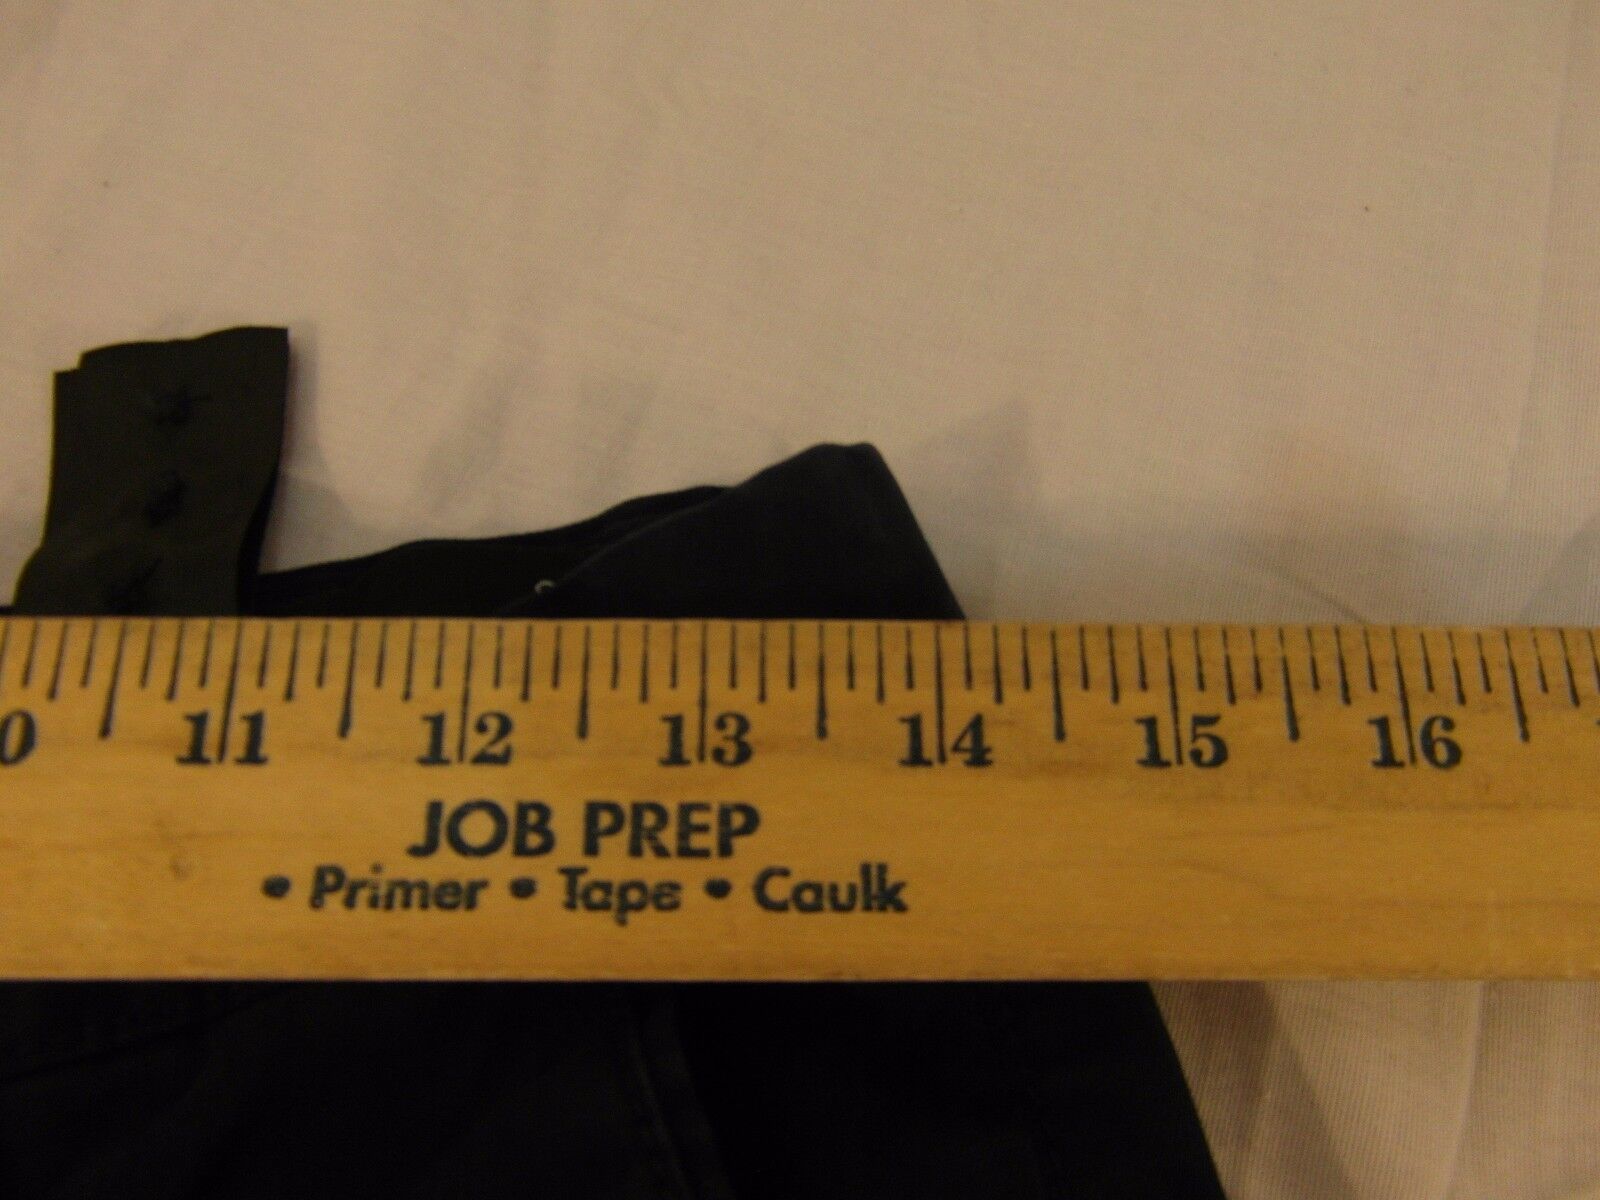 0 11 12 13 14 15 16
JOB PREP
• Primer • Tape • Caulk